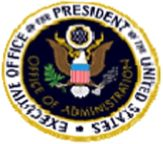 EXECUTIVE OFFICE OF THE PRESIDENT OF THE UNITED STATES
OFFICE OF ADMINISTRATION